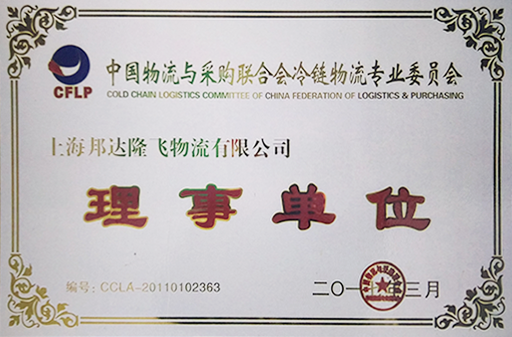 CFLP
中国物流与采购联合会冷链物流专业委员会
COLD CHAIN LOGISTICS COMMITTEE OF CHINA FEDERATION OF LOGISTICS & PURCHASING
上海邦达隆飞物流有限公司
理事单位
编号:CCLA-20110102363
二〇一 年三月